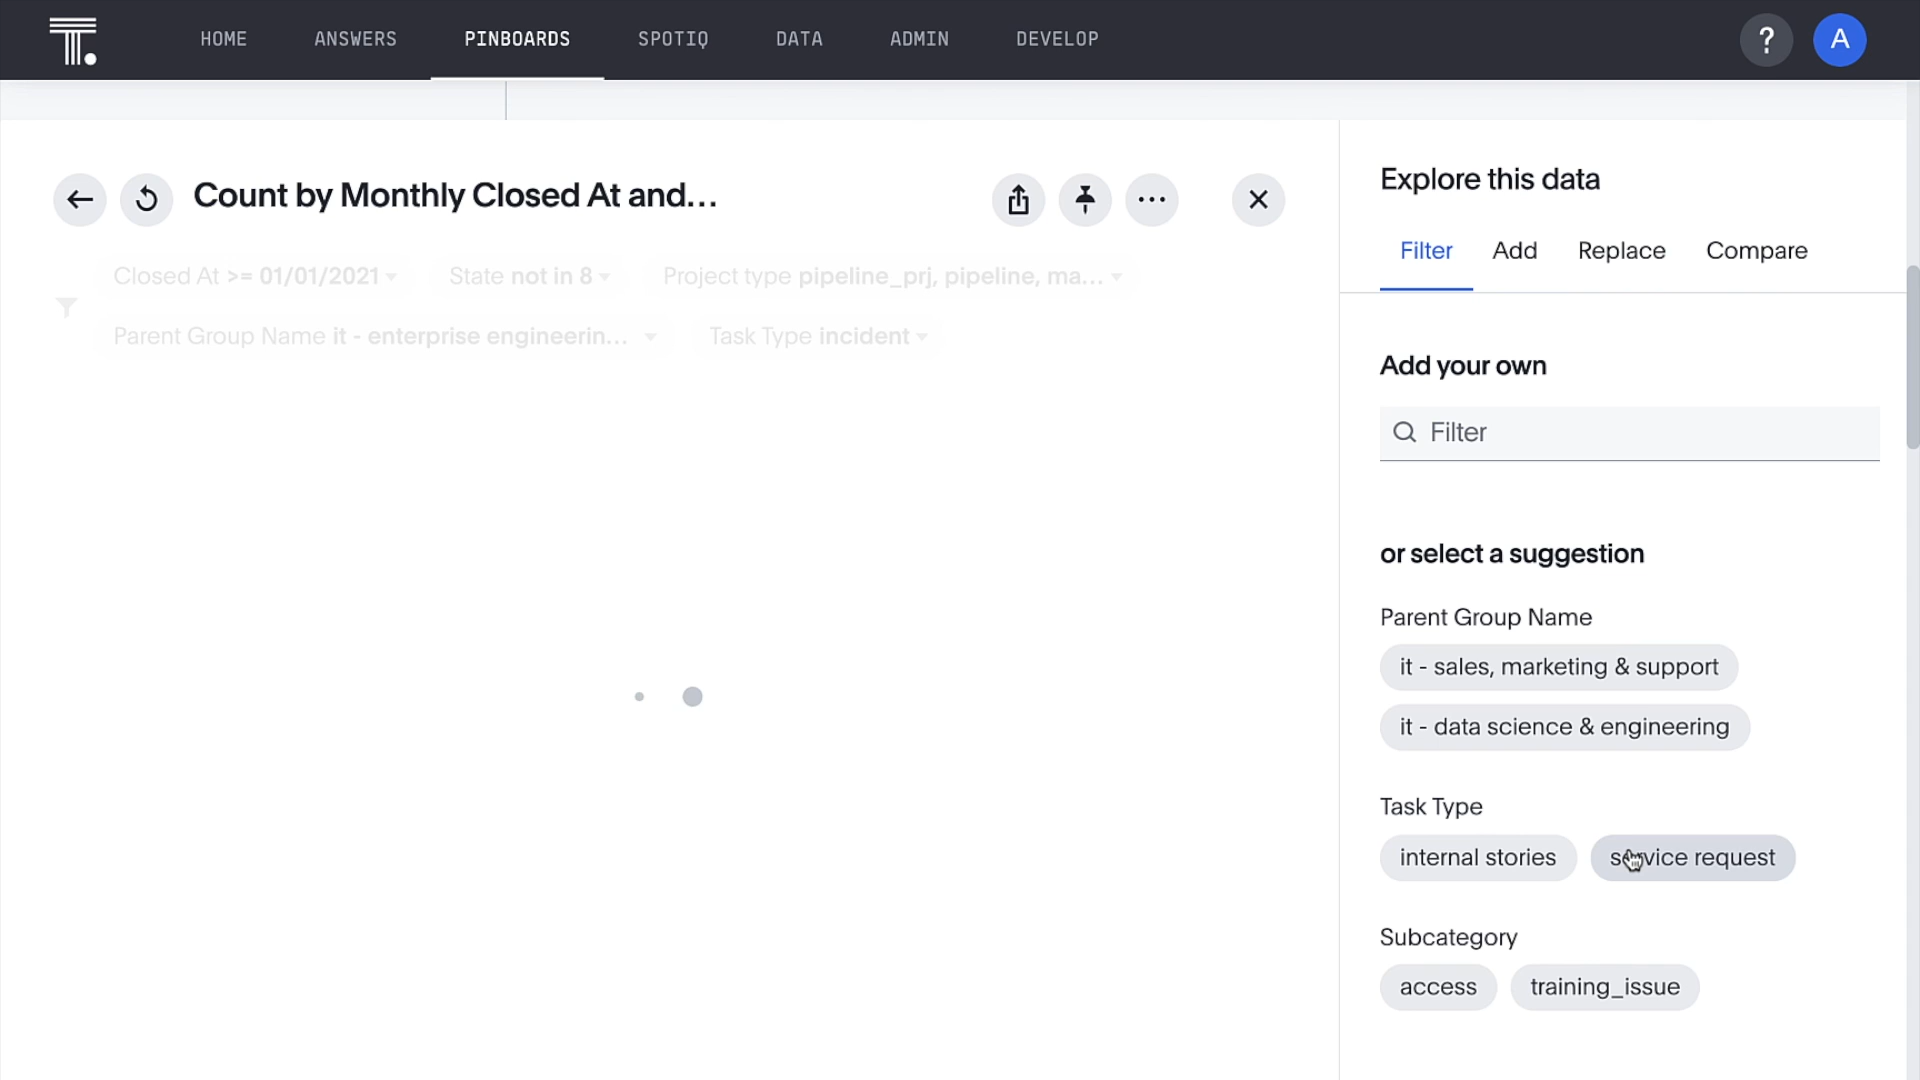 HOME ANSWERS PINBOARDS SPOTIQ DATA ADMIN DEVELOP ? A
Count by Monthly Closed At and...
Closed At >= 01/01/2021 State not in 8 Project type pipeline_prj, pipeline, ma...
Parent Group Name it - enterprise engineerin... Task Type incident
Explore this data
Filter Add Replace Compare
Add your own
Filter
or select a suggestion
Parent Group Name
it - sales, marketing & support
it - data science & engineering
Task Type
internal stories service request
Subcategory
access training_issue